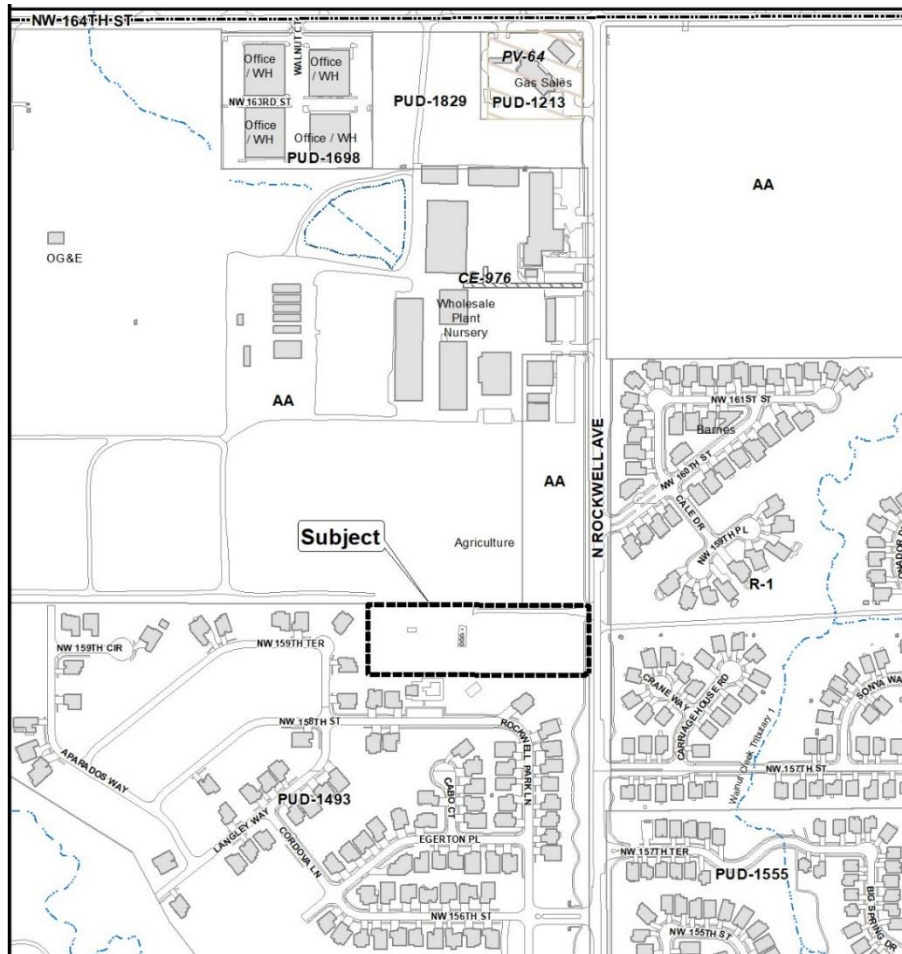 NW 164TH ST
WALNUT CT
Office
/ WH
Office
/ WH
PV-64
Gas Sales
NW 163RD ST
PUD-1829
PUD-1213
Office
/ WH
Office / WH
PUD-1698
AA
OG&E
CE-976
Wholesale
Plant
Nursery
AA
NW 161ST ST
Barnes
NW 160TH ST
AA
N ROCKWELL AVE
CALE DR
Subject
Agriculture
NW 159TH PL
R-1
NW 159TH CIR
NW 159TH TER
CRANE WAY
CARRIAGE HOUSE RD
SONYA WA
NW 158TH ST
ROCKWELL PARK LN
APARADOS WAY
Walnut Creek Tributary 1
NW 157TH ST
CABO CT
PUD-1493
LANGLEY WAY
CORDOVA LN
EGERTON PL
NW 157TH TER
PUD-1555
BIG SPRING DR
NW 156TH ST
NW 155TH ST